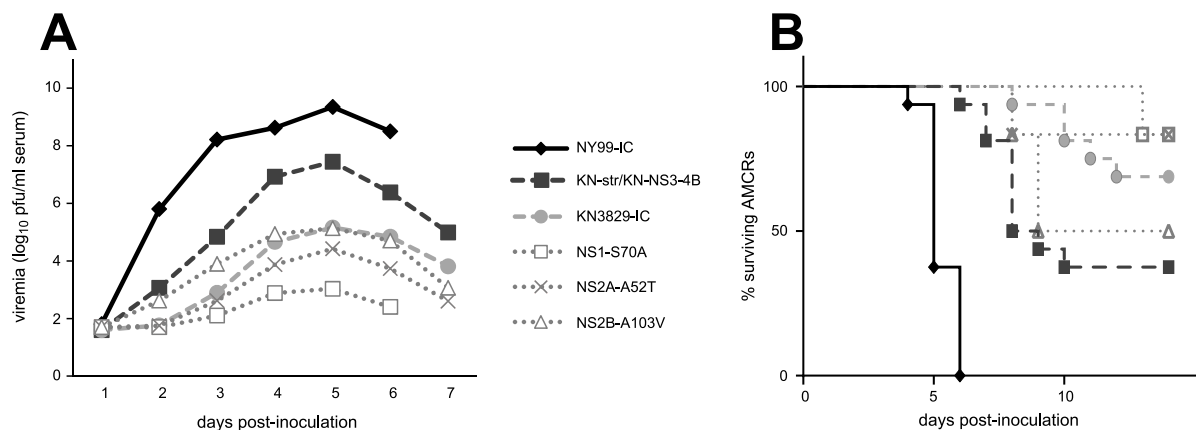 A
viremia (log10 pfu/ml serum)
10
8
6
4
2
0
1 2 3 4 5 6 7
days post-inoculation
NY99-IC
KN-str/KN-NS3-4B
KN3829-IC
NS1-S70A
NS2A-A52T
NS2B-A103V
B
% surviving AMCRs
100
50
0
0 5 10
days post-inoculation